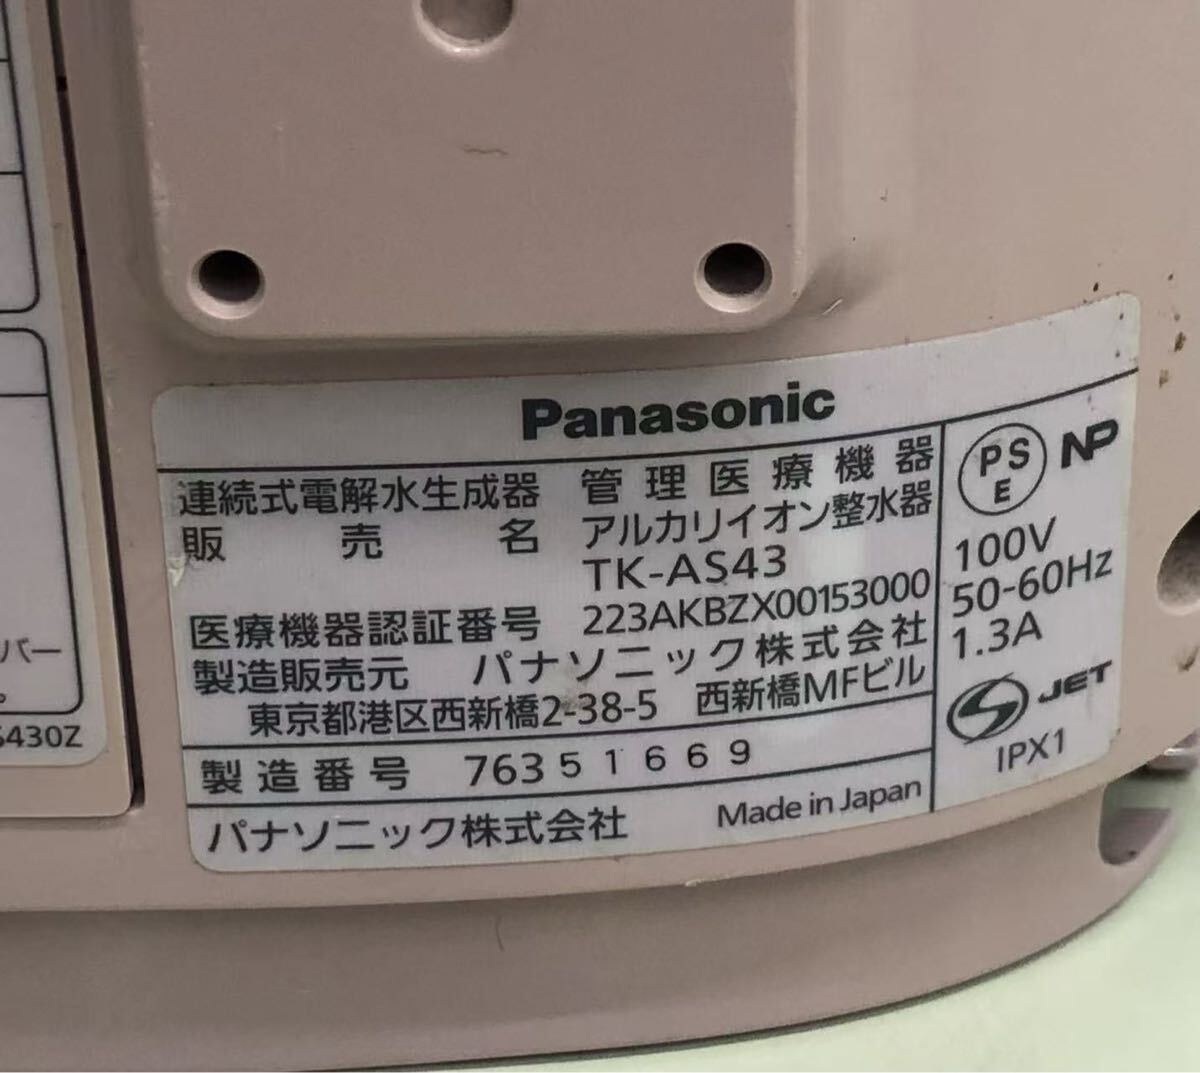 Panasonic
連続式電解水生成器 管理医療機器
販売名 アルカリイオン整水器
TK-AS43
医療機器認証番号 223AKBZX00153000
製造販売元 パナソニック株式会社
東京都港区西新橋2-38-5 西新橋MFビル
製造番号 76351669
パナソニック株式会社 Made in Japan
PSE NP
100V
50-60Hz
1.3A
JET
IPX1
バー
。
430Z